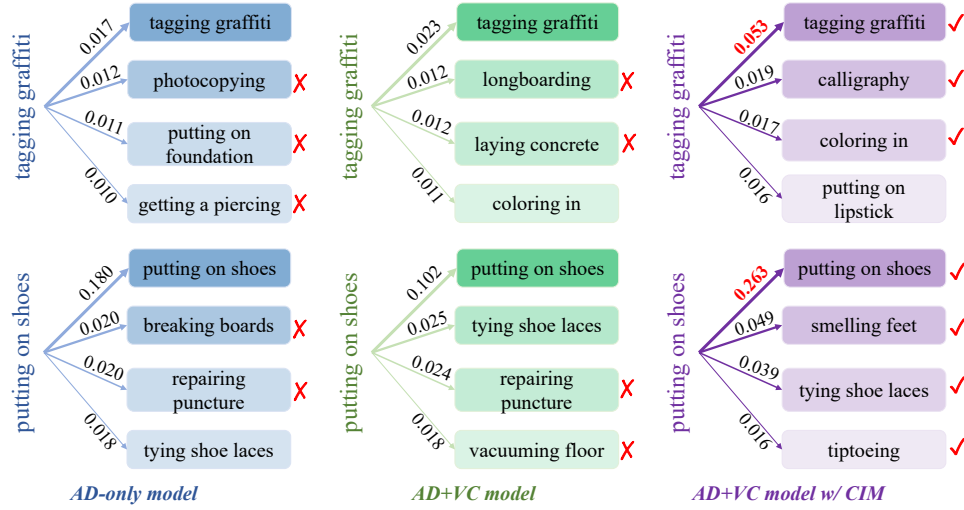 tagging graffiti
0.017
tagging graffiti
0.012
photocopying
✗
0.011
putting on
foundation
✗
0.010
getting a piercing
✗
tagging graffiti
0.023
tagging graffiti
0.012
longboarding
✗
0.012
laying concrete
✗
0.011
coloring in
tagging graffiti
0.053
tagging graffiti
✓
0.019
calligraphy
✓
0.017
coloring in
✓
0.016
putting on
lipstick
putting on shoes
0.180
putting on shoes
0.020
breaking boards
✗
0.020
repairing
puncture
✗
0.018
tying shoe laces
AD-only model
putting on shoes
0.102
putting on shoes
0.025
tying shoe laces
0.024
repairing
puncture
✗
0.018
vacuuming floor
✗
AD+VC model
putting on shoes
0.263
putting on shoes
✓
0.049
smelling feet
✓
0.039
tying shoe laces
✓
0.016
tiptoeing
✓
AD+VC model w/ CIM